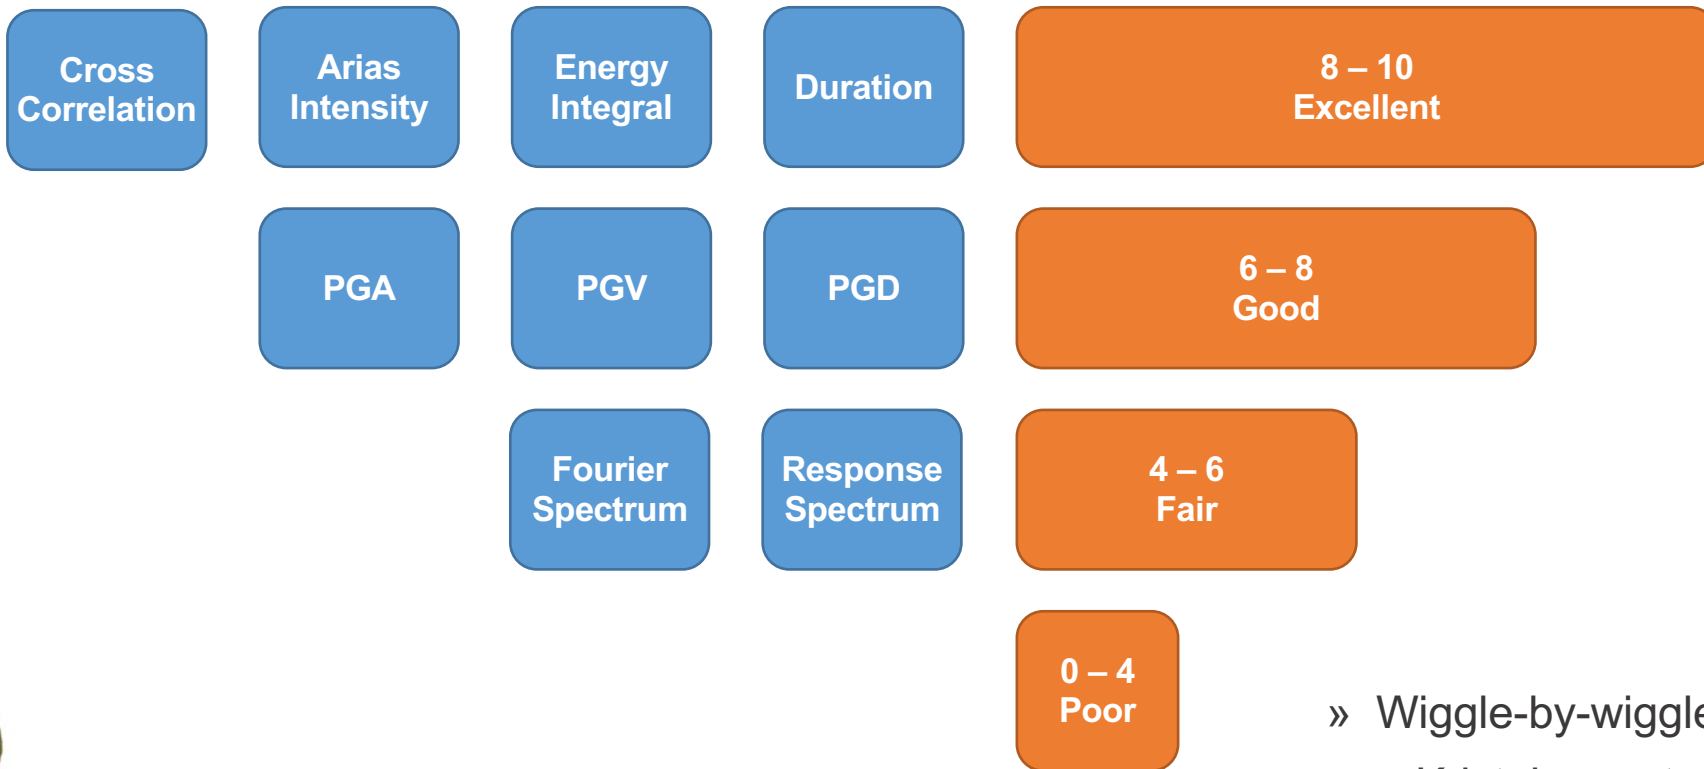 Cross
Correlation
Arias
Intensity
Energy
Integral
Duration
8 – 10
Excellent
PGA
PGV
PGD
6 – 8
Good
Fourier
Spectrum
Response
Spectrum
4 – 6
Fair
0 – 4
Poor
» Wiggle-by-wiggle